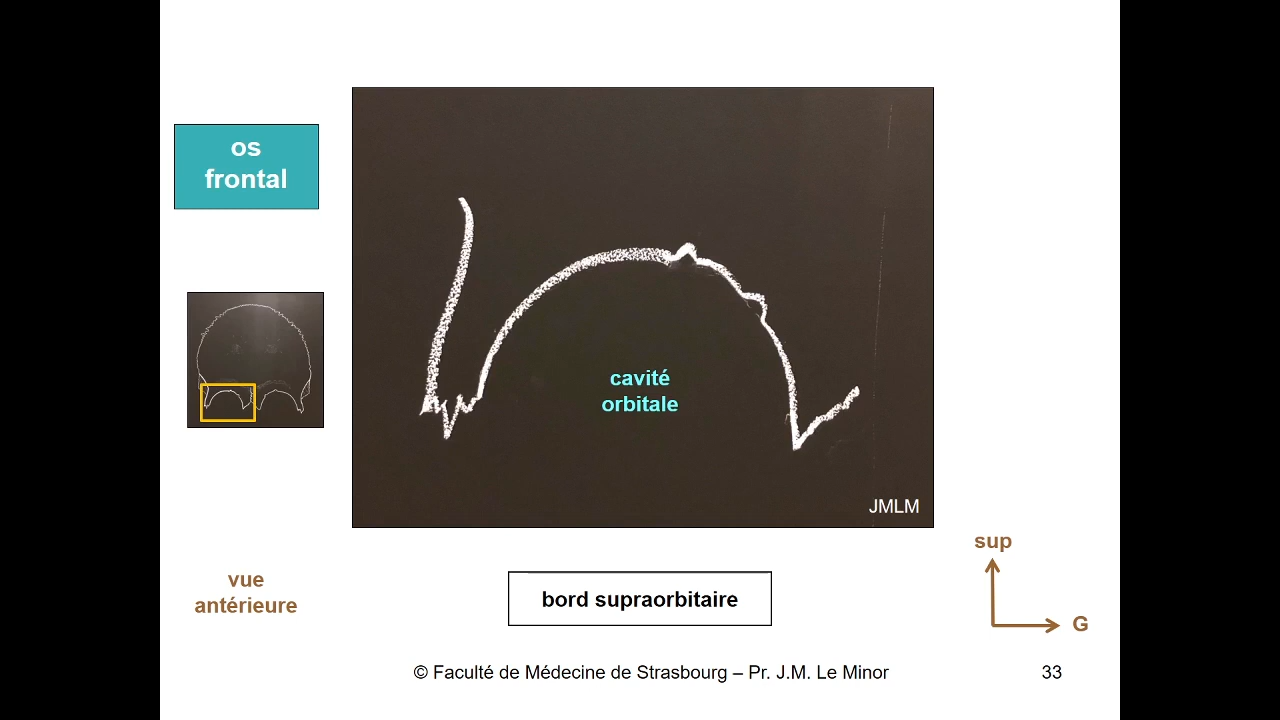 os
frontal
cavité
orbitale
JMLM
vue
antérieure
bord supraorbitaire
sup
G
© Faculté de Médecine de Strasbourg – Pr. J.M. Le Minor
33